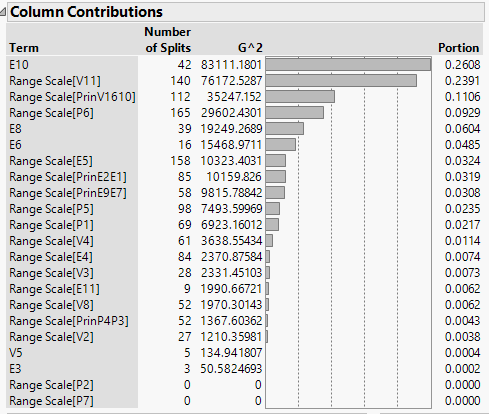 Column Contributions
Term Number of Splits G^2 Portion
E10 42 83111.1801 0.2608
Range Scale[V11] 140 76172.5287 0.2391
Range Scale[PrinV1610] 112 35247.152 0.1106
Range Scale[P6] 165 29602.4301 0.0929
E8 39 19249.2689 0.0604
E6 16 15468.9711 0.0485
Range Scale[E5] 158 10323.4031 0.0324
Range Scale[PrinE2E1] 85 10159.826 0.0319
Range Scale[PrinE9E7] 58 9815.78842 0.0308
Range Scale[P5] 98 7493.59969 0.0235
Range Scale[P1] 69 6923.16012 0.0217
Range Scale[V4] 61 3638.55434 0.0114
Range Scale[E4] 84 2370.87584 0.0074
Range Scale[V3] 28 2331.45103 0.0073
Range Scale[E11] 9 1990.66721 0.0062
Range Scale[V8] 52 1970.30143 0.0062
Range Scale[PrinP4P3] 52 1367.60362 0.0043
Range Scale[V2] 27 1210.35981 0.0038
V5 5 134.941807 0.0004
E3 3 50.5824693 0.0002
Range Scale[P2] 0 0 0.0000
Range Scale[P7] 0 0 0.0000